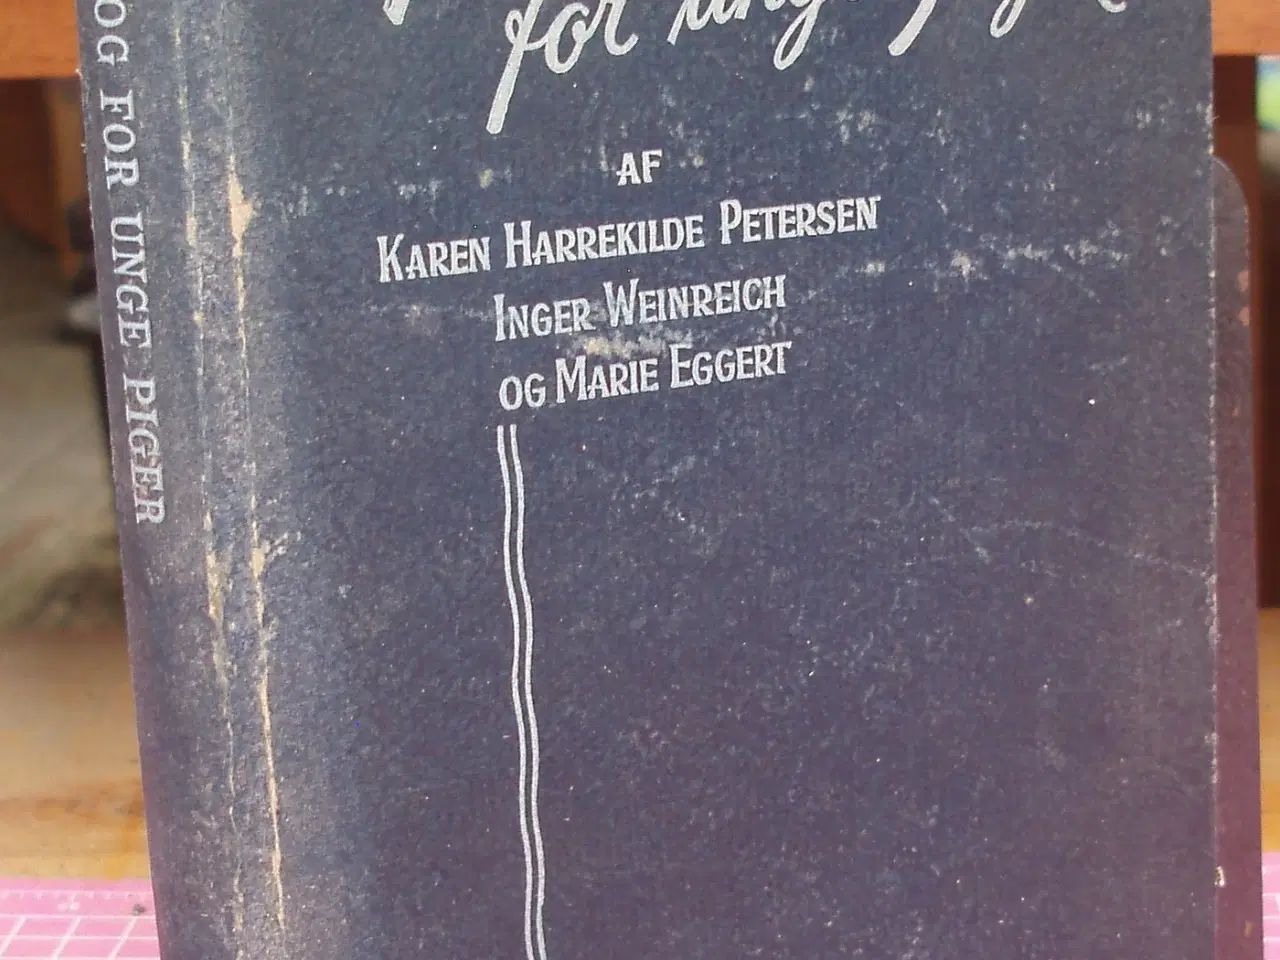 for unge piger
AF
KAREN HARREKILDE PETERSEN
INGER WEINREICH
OG MARIE EGGERT
OG FOR UNGE PIGER